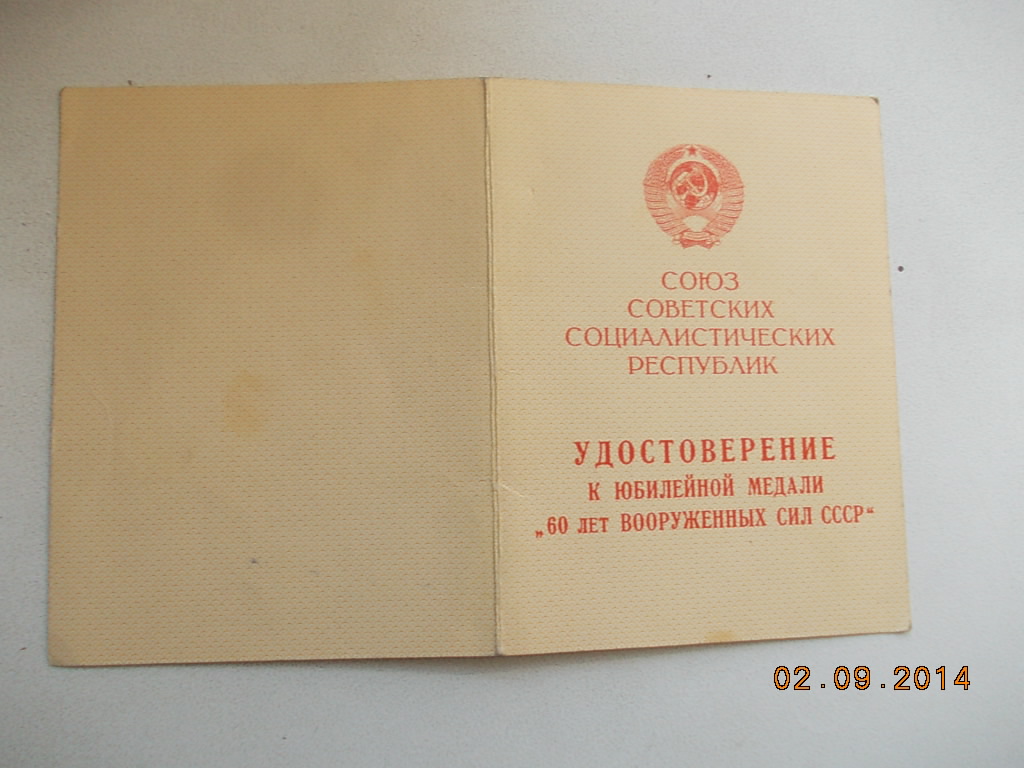 СОЮЗ
СОВЕТСКИХ
СОЦИАЛИСТИЧЕСКИХ
РЕСПУБЛИК
УДОСТОВЕРЕНИЕ
К ЮБИЛЕЙНОЙ МЕДАЛИ
„60 ЛЕТ ВООРУЖЕННЫХ СИЛ СССР“
02.09.2014